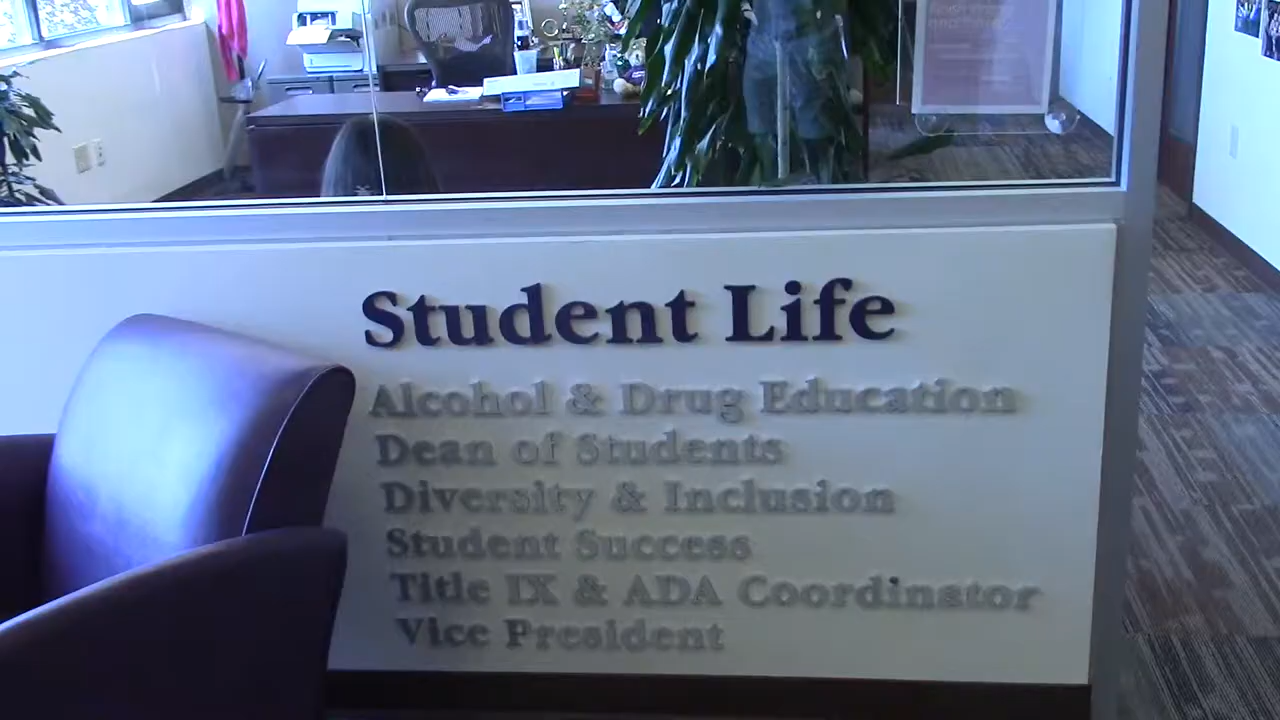 Student Life
Alcohol & Drug Education
Dean of Students
Diversity & Inclusion
Student Success
Title IX & ADA Coordinator
Vice President